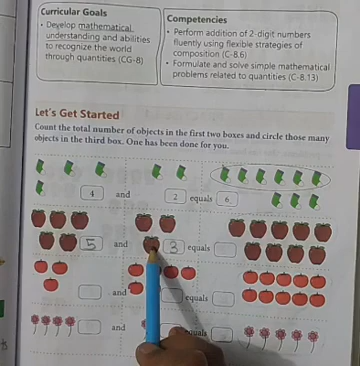 Curricular Goals
• Develop mathematical
understanding and abilities
to recognize the world
through quantities (CG-8)
Competencies
• Perform addition of 2-digit numbers
fluently using flexible strategies of
composition (C-8.6)
• Formulate and solve simple mathematical
problems related to quantities (C-8.13)
Let's Get Started
Count the total number of objects in the first two boxes and circle those many
objects in the third box. One has been done for you.
4 and 2 equals 6
5 and 3 equals
and equals
and equals